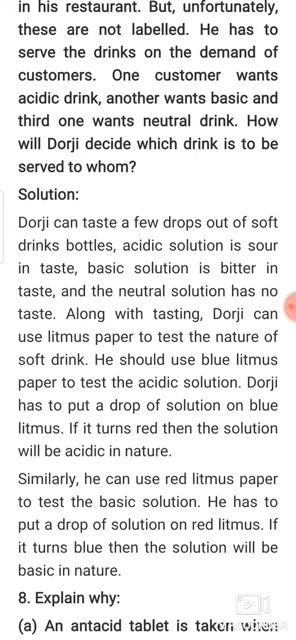 in his restaurant. But, unfortunately,
these are not labelled. He has to
serve the drinks on the demand of
customers. One customer wants
acidic drink, another wants basic and
third one wants neutral drink. How
will Dorji decide which drink is to be
served to whom?
Solution:
Dorji can taste a few drops out of soft
drinks bottles, acidic solution is sour
in taste, basic solution is bitter in
taste, and the neutral solution has no
taste. Along with tasting, Dorji can
use litmus paper to test the nature of
soft drink. He should use blue litmus
paper to test the acidic solution. Dorji
has to put a drop of solution on blue
litmus. If it turns red then the solution
will be acidic in nature.
Similarly, he can use red litmus paper
to test the basic solution. He has to
put a drop of solution on red litmus. If
it turns blue then the solution will be
basic in nature.
8. Explain why:
(a) An antacid tablet is taken when